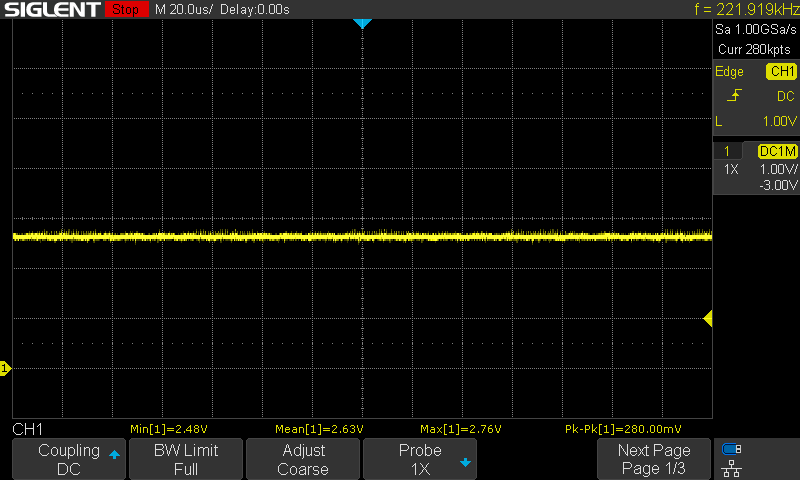 SIGLENT Stop M 20.0us/ Delay:0.00s f = 221.919kHz
Sa 1.00GSa/s
Curr 280kpts
Edge CH1
DC
L 1.00V
1 DC1M
1X 1.00V/
-3.00V
1
CH1 Min[1]=2.48V Mean[1]=2.63V Max[1]=2.76V Pk-Pk[1]=280.00mV
Coupling BW Limit Adjust Probe Next Page
DC Full Coarse 1X Page 1/3